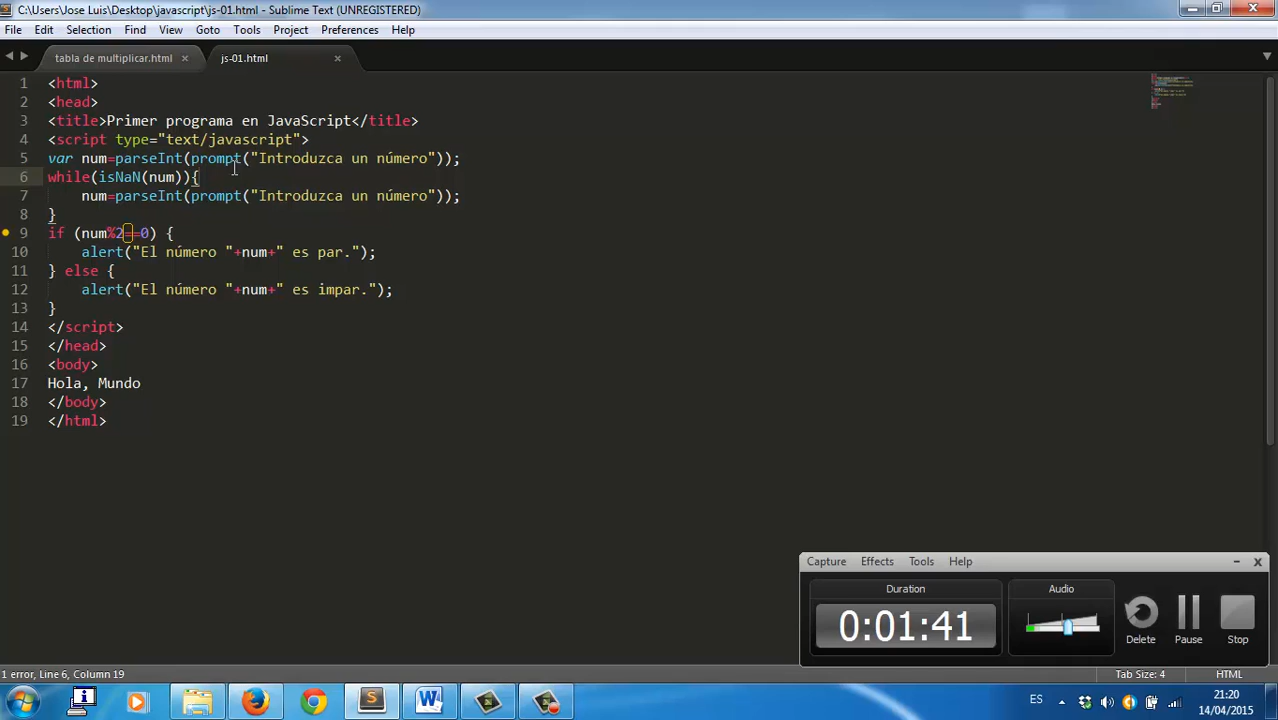 C:\Users\Jose Luis\Desktop\javascript\js-01.html - Sublime Text (UNREGISTERED)
File Edit Selection Find View Goto Tools Project Preferences Help
tabla de multiplicar.html × js-01.html ×
1 <html>
2 <head>
3 <title>Primer programa en JavaScript</title>
4 <script type="text/javascript">
5 var num=parseInt(prompt("Introduzca un número"));
6 while(isNaN(num)){
7 num=parseInt(prompt("Introduzca un número"));
8 }
9 if (num%2==0) {
10 alert("El número "+num+" es par.");
11 } else {
12 alert("El número "+num+" es impar.");
13 }
14 </script>
15 </head>
16 <body>
17 Hola, Mundo
18 </body>
19 </html>
Capture Effects Tools Help
Duration Audio
0:01:41
Delete Pause Stop
1 error, Line 6, Column 19 Tab Size: 4 HTML
ES 21:20
14/04/2015